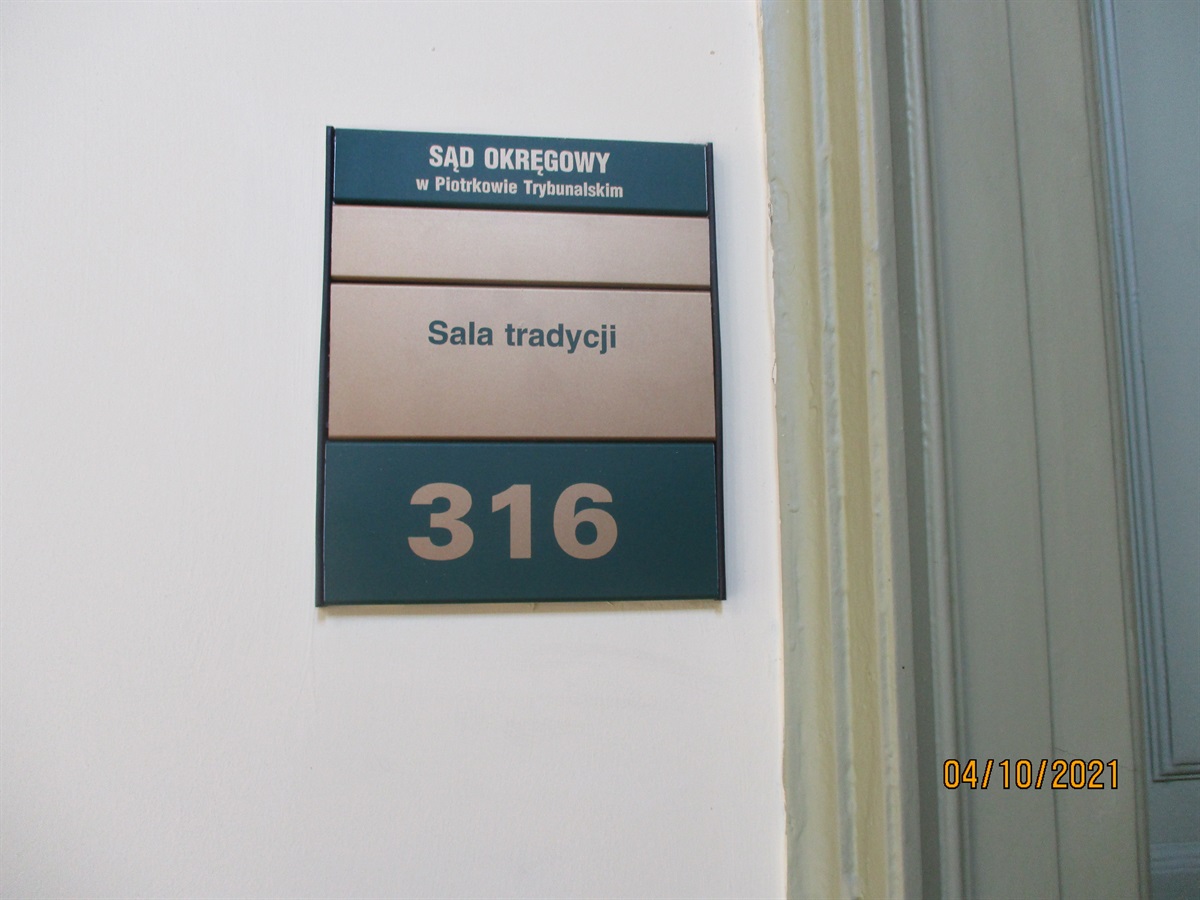 SĄD OKRĘGOWY
w Piotrkowie Trybunalskim
Sala tradycji
316
04/10/2021